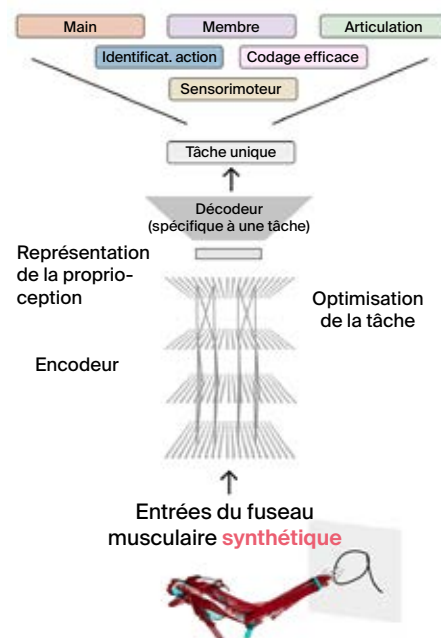 Main
Membre
Articulation
Identificat. action
Codage efficace
Sensorimoteur
Tâche unique
Décodeur
(spécifique à une tâche)
Représentation
de la proprio-
ception
Optimisation
de la tâche
Encodeur
Entrées du fuseau
musculaire synthétique
a